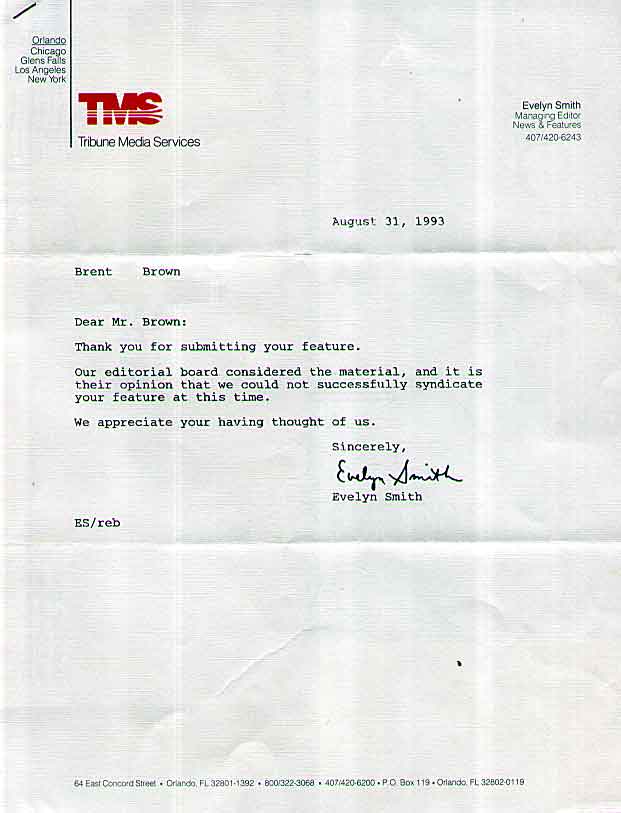 Orlando
Chicago
Glens Falls
Los Angeles
New York
TMS
Tribune Media Services
Evelyn Smith
Managing Editor
News & Features
407/420-6243
August 31, 1993
Brent Brown
Dear Mr. Brown:
Thank you for submitting your feature.
Our editorial board considered the material, and it is
their opinion that we could not successfully syndicate
your feature at this time.
We appreciate your having thought of us.
Sincerely,
Evelyn Smith
Evelyn Smith
ES/reb
64 East Concord Street • Orlando, FL 32801-1392 • 800/322-3068 • 407/420-6200 • P.O. Box 119 • Orlando, FL 32802-0119